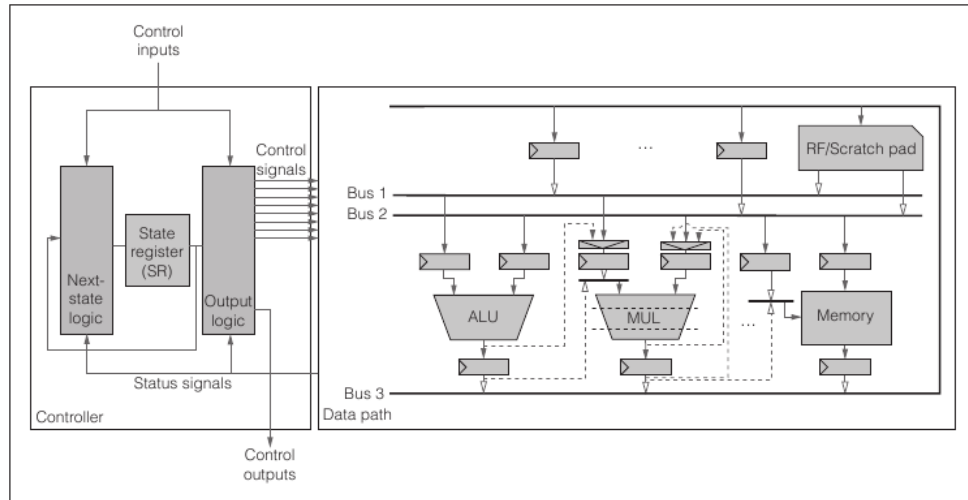 Control
inputs
Control
signals
RF/Scratch pad
...
Bus 1
Bus 2
State
register
(SR)
Next-
state
logic
Output
logic
ALU
MUL
...
Memory
Status signals
Bus 3
Controller
Data path
Control
outputs